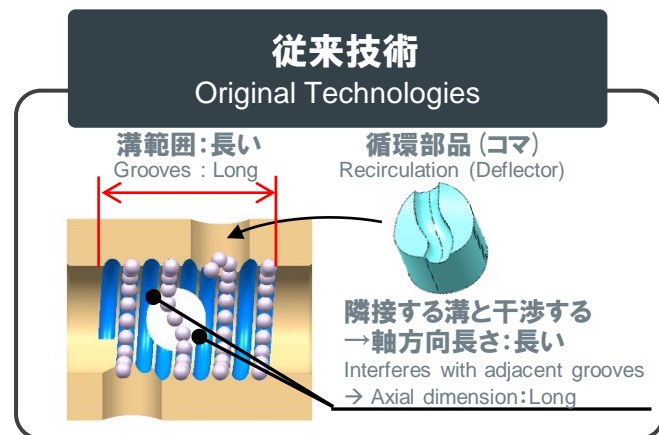 従来技術
Original Technologies
溝範囲:長い
Grooves : Long
循環部品(コマ)
Recirculation (Deflector)
隣接する溝と干渉する
→軸方向長さ:長い
Interferes with adjacent grooves
→ Axial dimension:Long